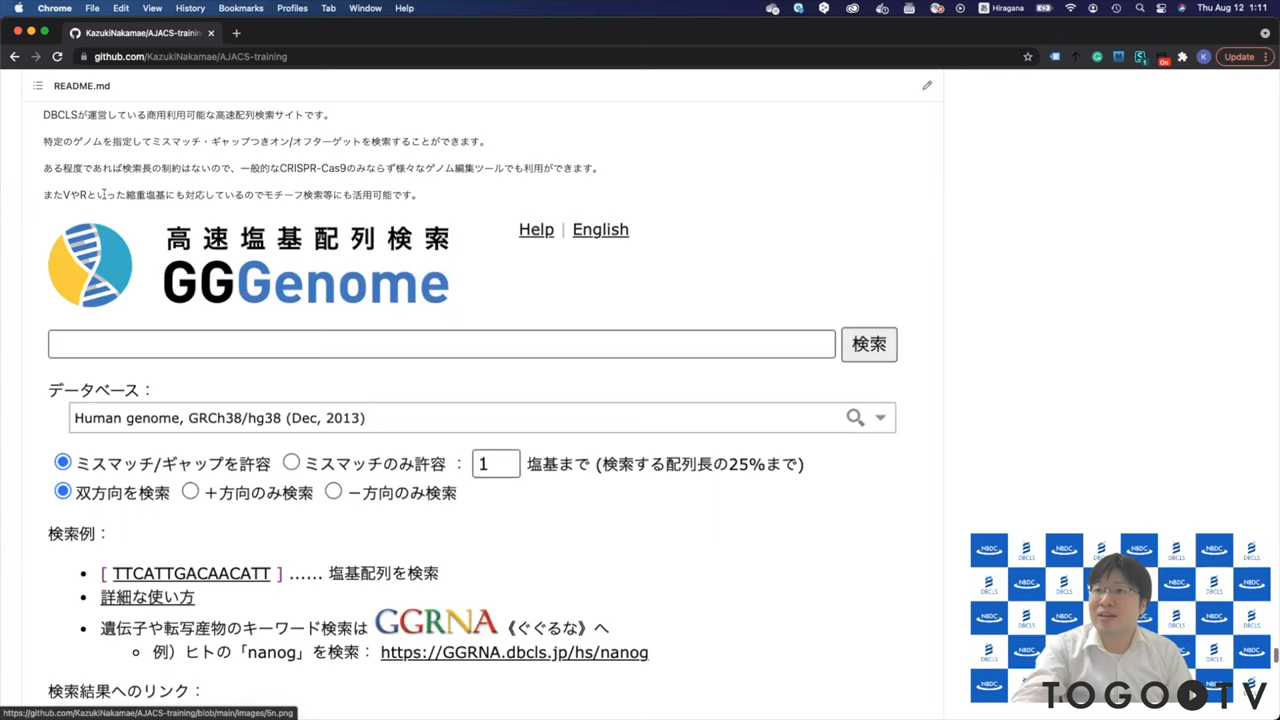 Chrome File Edit View History Bookmarks Profiles Tab Window Help
Hiragana Thu Aug 12 1:11
KazukiNakamae/AJACS-trainin
github.com/KazukiNakamae/AJACS-training
On
K
Update
README.md
DBCLSが運営している商用利用可能な高速配列検索サイトです。
特定のゲノムを指定してミスマッチ・ギャップつきオン/オフターゲットを検索することができます。
ある程度であれば検索長の制約はないので、一般的なCRISPR-Cas9のみならず様々なゲノム編集ツールでも利用ができます。
またVやRといった縮重塩基にも対応しているのでモチーフ検索等にも活用可能です。
高速塩基配列検索
GGGenome
Help | English
検索
データベース：
Human genome, GRCh38/hg38 (Dec, 2013)
ミスマッチ/ギャップを許容 ミスマッチのみ許容 ： 1 塩基まで (検索する配列長の25%まで)
双方向を検索 ＋方向のみ検索 －方向のみ検索
検索例：
• [ TTCATTGACAACATT ] …… 塩基配列を検索
• 詳細な使い方
• 遺伝子や転写産物のキーワード検索は GGRNA 《ぐぐるな》へ
例）ヒトの「nanog」を検索： https://GGRNA.dbcls.jp/hs/nanog
検索結果へのリンク：
https://github.com/KazukiNakamae/AJACS-training/blob/main/images/5n.png
NBDC DBCLS NBDC DBCLS NBDC DBCLS NBDC DBCLS
TOGO TV